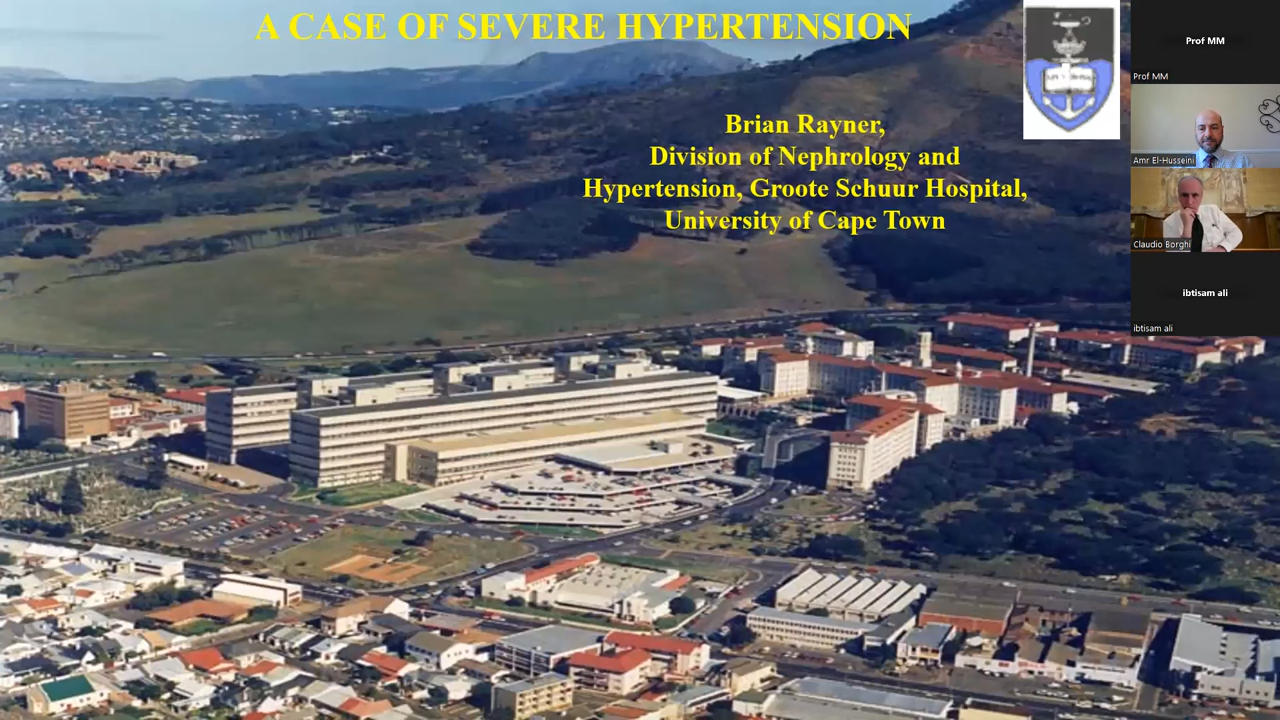 A CASE OF SEVERE HYPERTENSION
Brian Rayner,
Division of Nephrology and
Hypertension, Groote Schuur Hospital,
University of Cape Town
Prof MM
Prof MM
Amr El-Husseini
Claudio Borghi
ibtisam ali
ibtisam ali